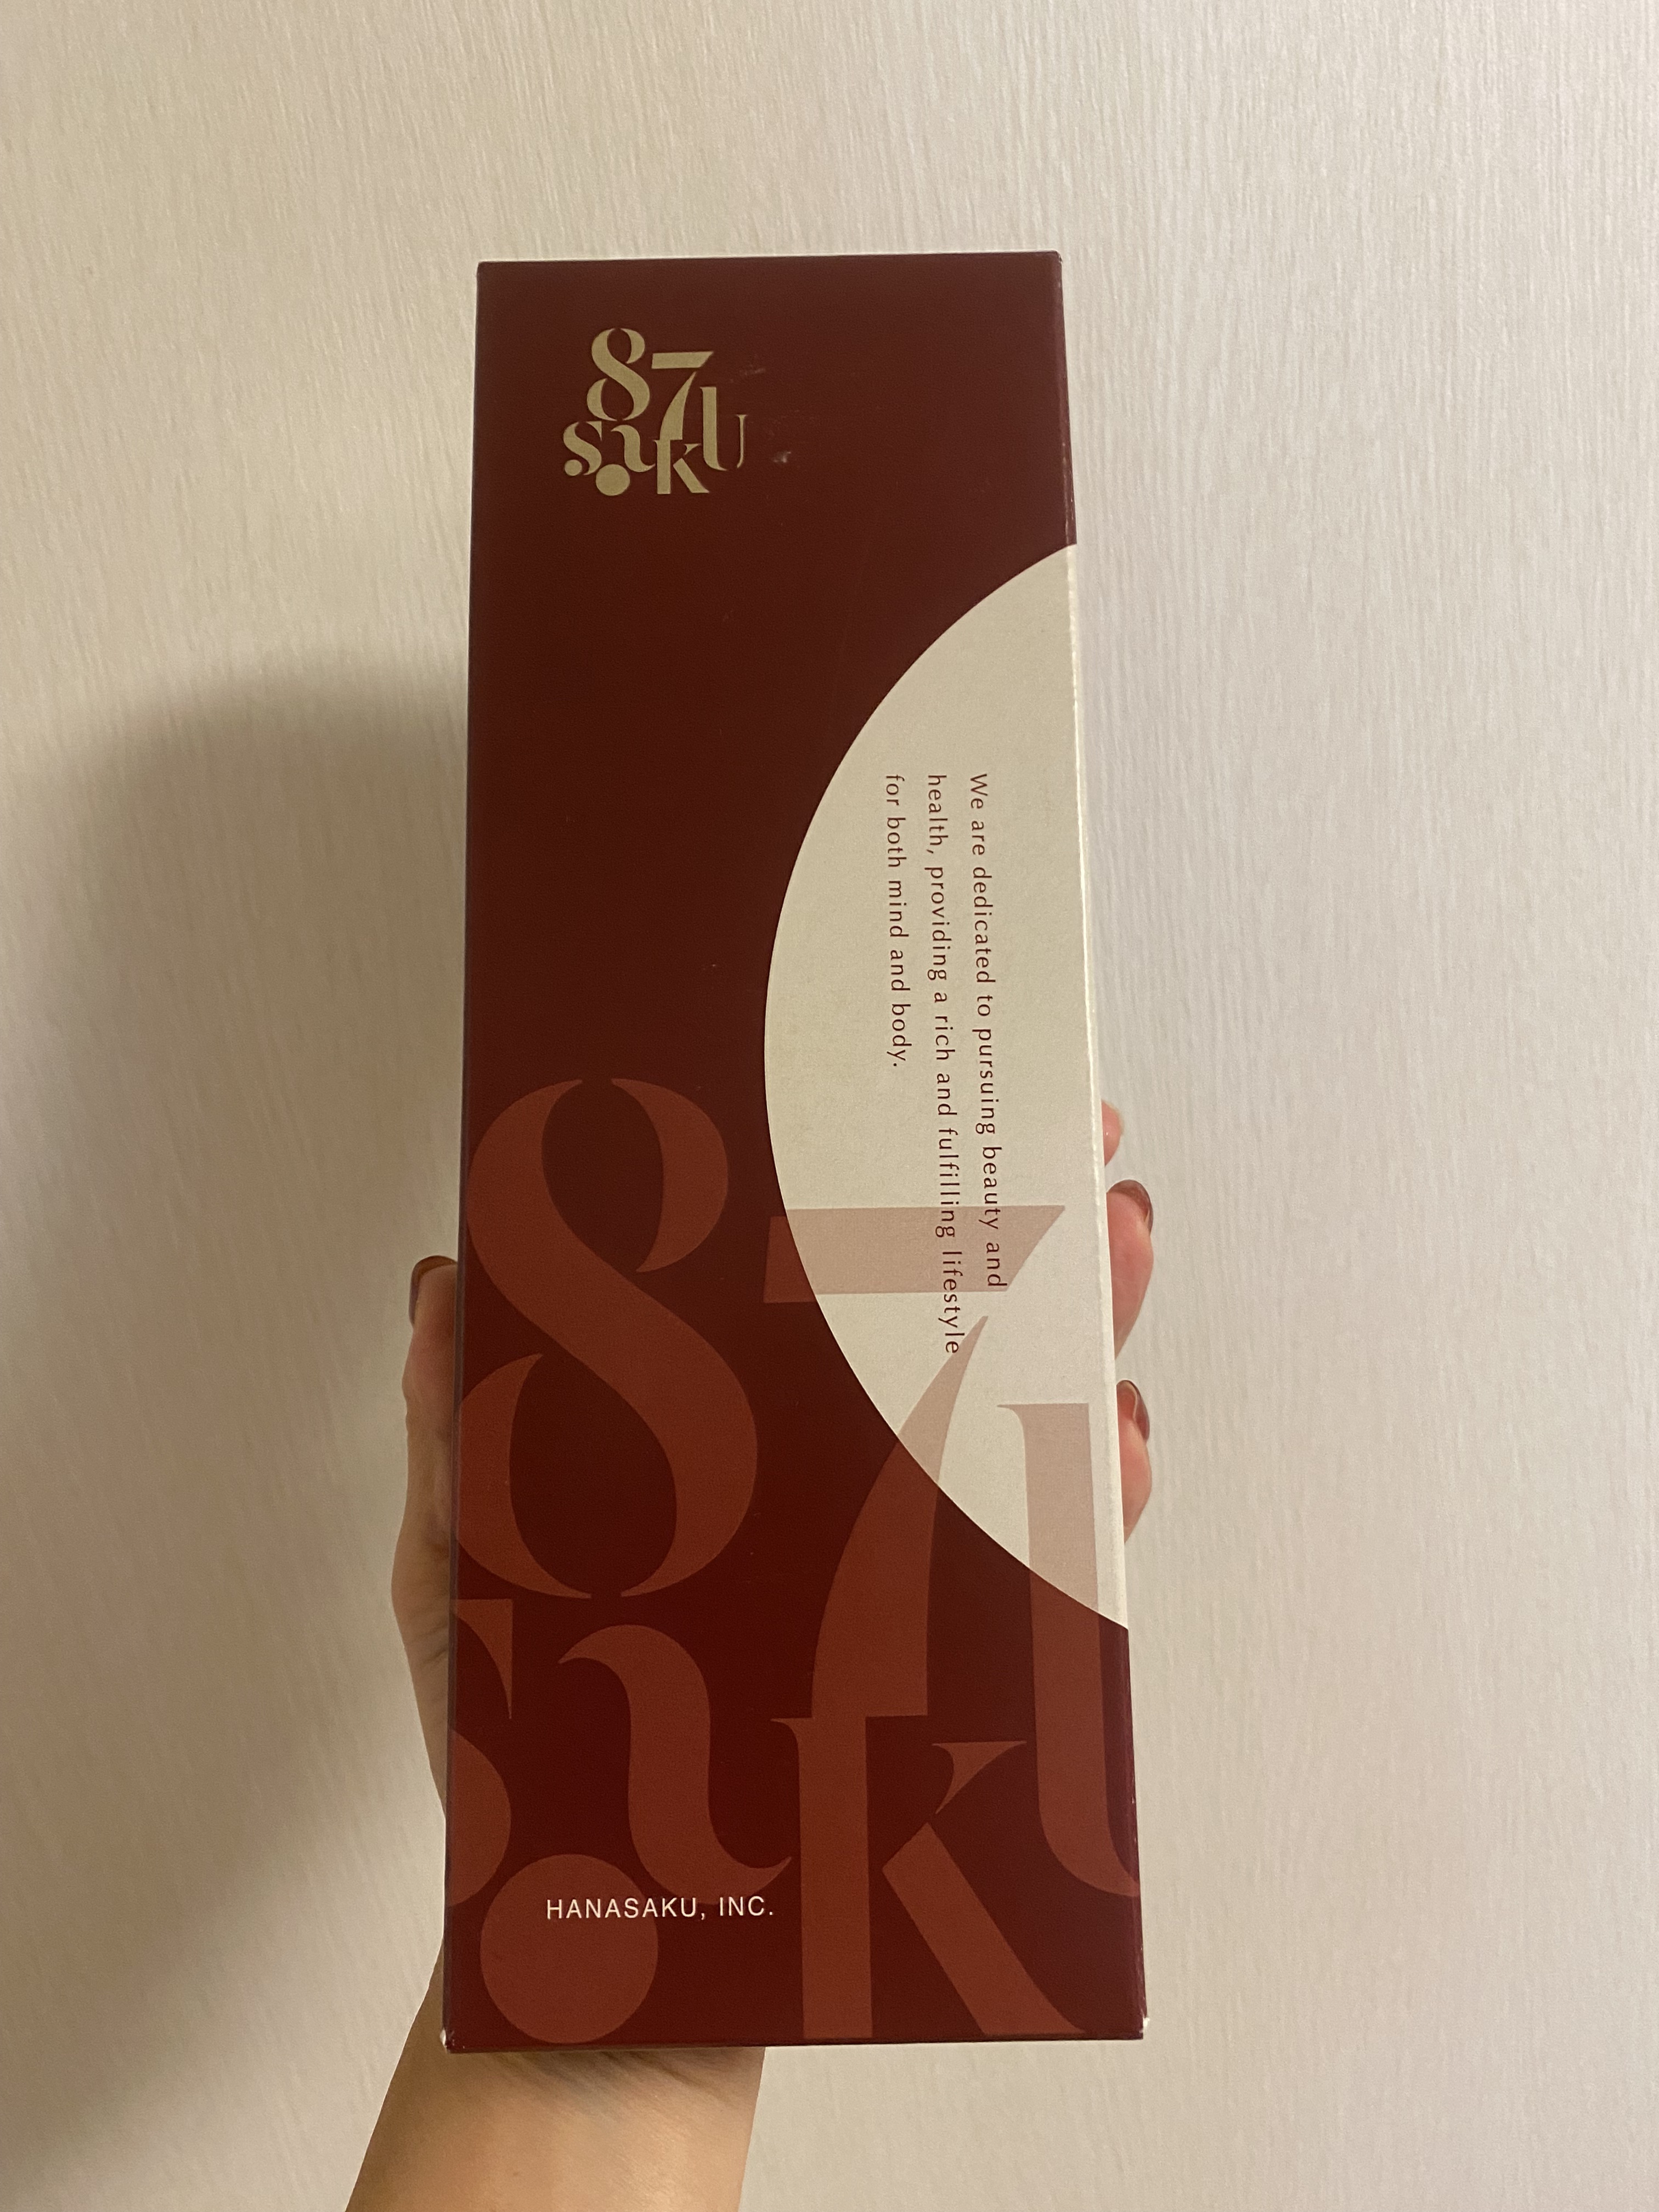 87
saku
We are dedicated to pursuing beauty and
health, providing a rich and fulfilling lifestyle
for both mind and body.
87
saku
HANASAKU, INC.